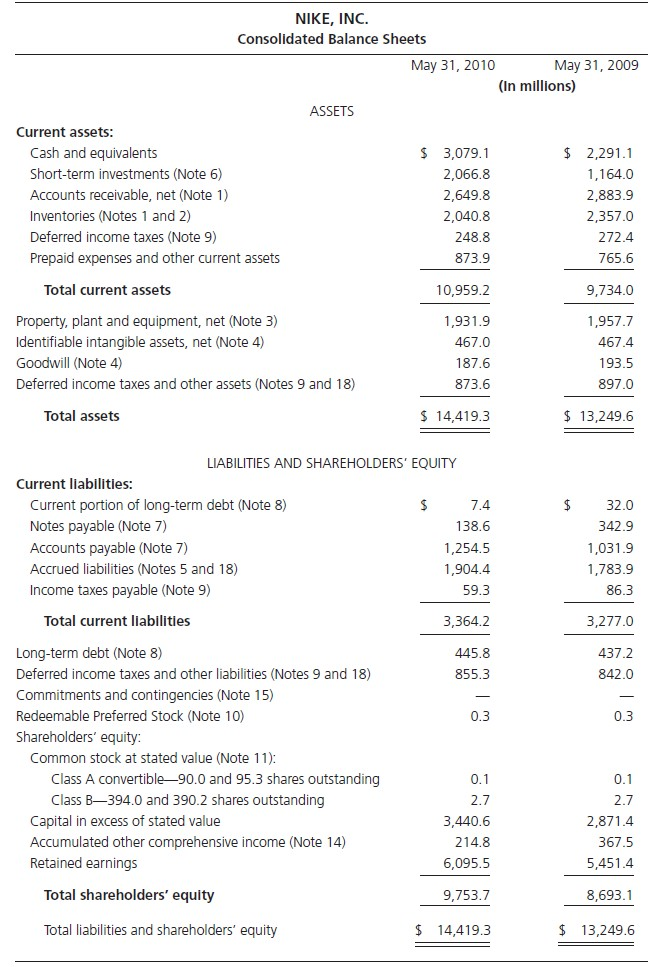 NIKE, INC.
Consolidated Balance Sheets
May 31, 2010 May 31, 2009
(In millions)
ASSETS
Current assets:
Cash and equivalents $ 3,079.1 $ 2,291.1
Short-term investments (Note 6) 2,066.8 1,164.0
Accounts receivable, net (Note 1) 2,649.8 2,883.9
Inventories (Notes 1 and 2) 2,040.8 2,357.0
Deferred income taxes (Note 9) 248.8 272.4
Prepaid expenses and other current assets 873.9 765.6
Total current assets 10,959.2 9,734.0
Property, plant and equipment, net (Note 3) 1,931.9 1,957.7
Identifiable intangible assets, net (Note 4) 467.0 467.4
Goodwill (Note 4) 187.6 193.5
Deferred income taxes and other assets (Notes 9 and 18) 873.6 897.0
Total assets $ 14,419.3 $ 13,249.6
LIABILITIES AND SHAREHOLDERS' EQUITY
Current liabilities:
Current portion of long-term debt (Note 8) $ 7.4 $ 32.0
Notes payable (Note 7) 138.6 342.9
Accounts payable (Note 7) 1,254.5 1,031.9
Accrued liabilities (Notes 5 and 18) 1,904.4 1,783.9
Income taxes payable (Note 9) 59.3 86.3
Total current liabilities 3,364.2 3,277.0
Long-term debt (Note 8) 445.8 437.2
Deferred income taxes and other liabilities (Notes 9 and 18) 855.3 842.0
Commitments and contingencies (Note 15) — —
Redeemable Preferred Stock (Note 10) 0.3 0.3
Shareholders' equity:
Common stock at stated value (Note 11):
Class A convertible—90.0 and 95.3 shares outstanding 0.1 0.1
Class B—394.0 and 390.2 shares outstanding 2.7 2.7
Capital in excess of stated value 3,440.6 2,871.4
Accumulated other comprehensive income (Note 14) 214.8 367.5
Retained earnings 6,095.5 5,451.4
Total shareholders' equity 9,753.7 8,693.1
Total liabilities and shareholders' equity $ 14,419.3 $ 13,249.6